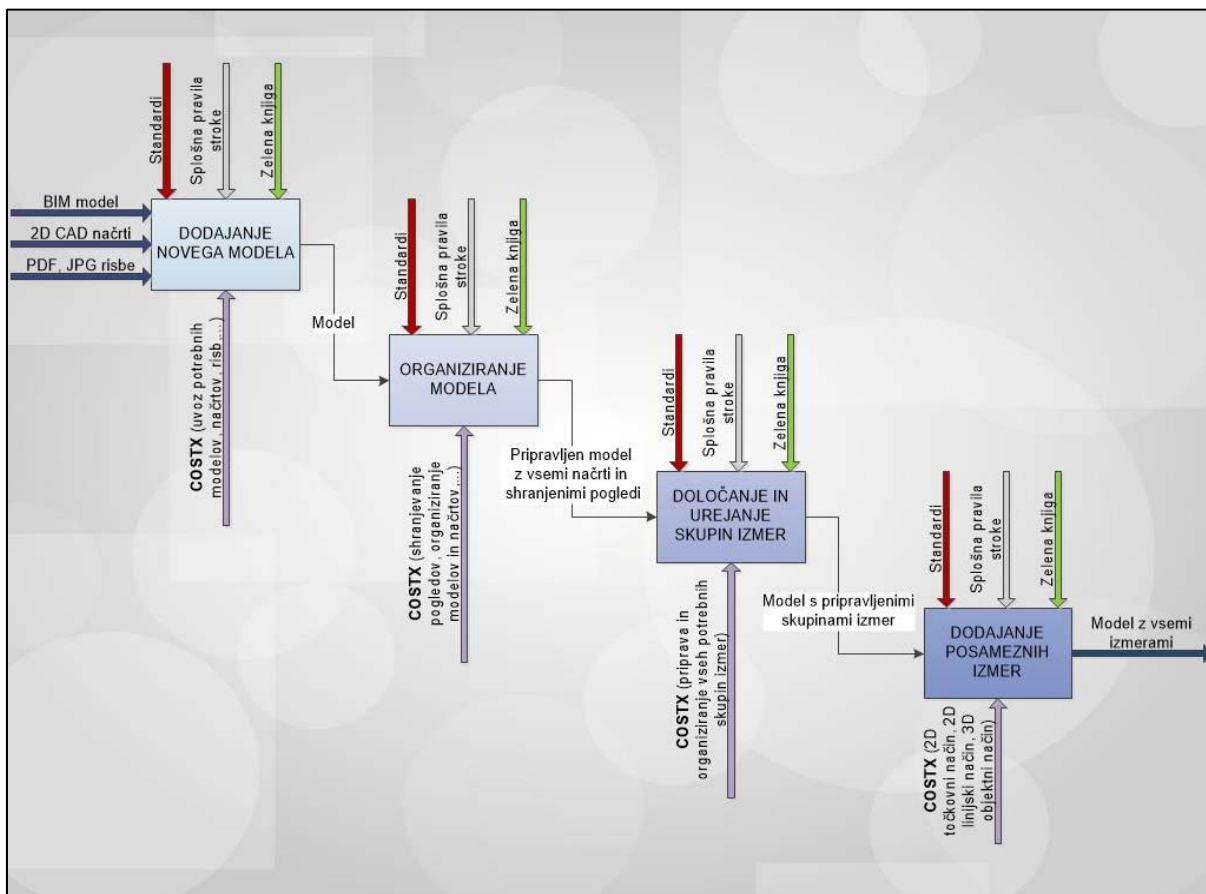 Standardi
Splošna pravila
stroke
Zelena knjiga
BIM model
2D CAD načrti
PDF, JPG risbe
DODAJANJE
NOVEGA MODELA
COSTX (uvoz potrebnih
modelov, načrtov, risb,...)
Model
Standardi
Splošna pravila
stroke
Zelena knjiga
ORGANIZIRANJE
MODELA
COSTX (shranjevanje
pogledov, organiziranje
modelov in načrtov,...)
Pripravljen model
z vsemi načrti in
shranjenimi pogledi
Standardi
Splošna pravila
stroke
Zelena knjiga
DOLOČANJE IN
UREJANJE
SKUPIN IZMER
COSTX (priprava in
organiziranje vseh potrebnih
skupin izmer)
Model s pripravljenimi
skupinami izmer
Standardi
Splošna pravila
stroke
Zelena knjiga
DODAJANJE
POSAMEZNIH
IZMER
COSTX (2D
točkovni način, 2D
linijski način, 3D
objektni način)
Model z vsemi
izmerami